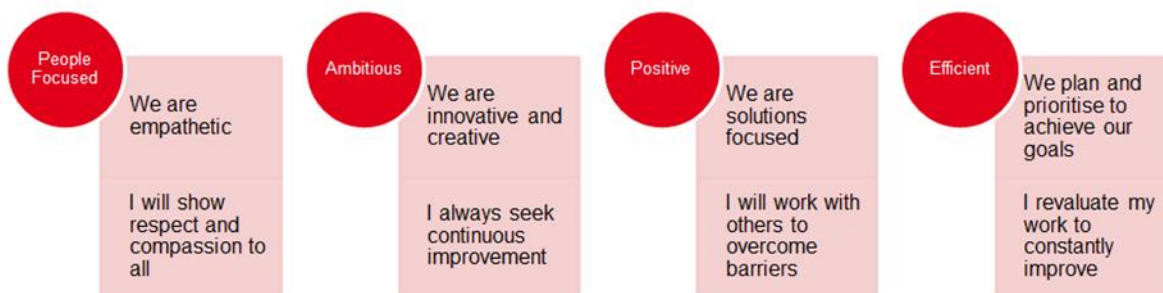 People
Focused
We are
empathetic
I will show
respect and
compassion to
all
Ambitious
We are
innovative and
creative
I always seek
continuous
improvement
Positive
We are
solutions
focused
I will work with
others to
overcome
barriers
Efficient
We plan and
prioritise to
achieve our
goals
I revaluate my
work to
constantly
improve